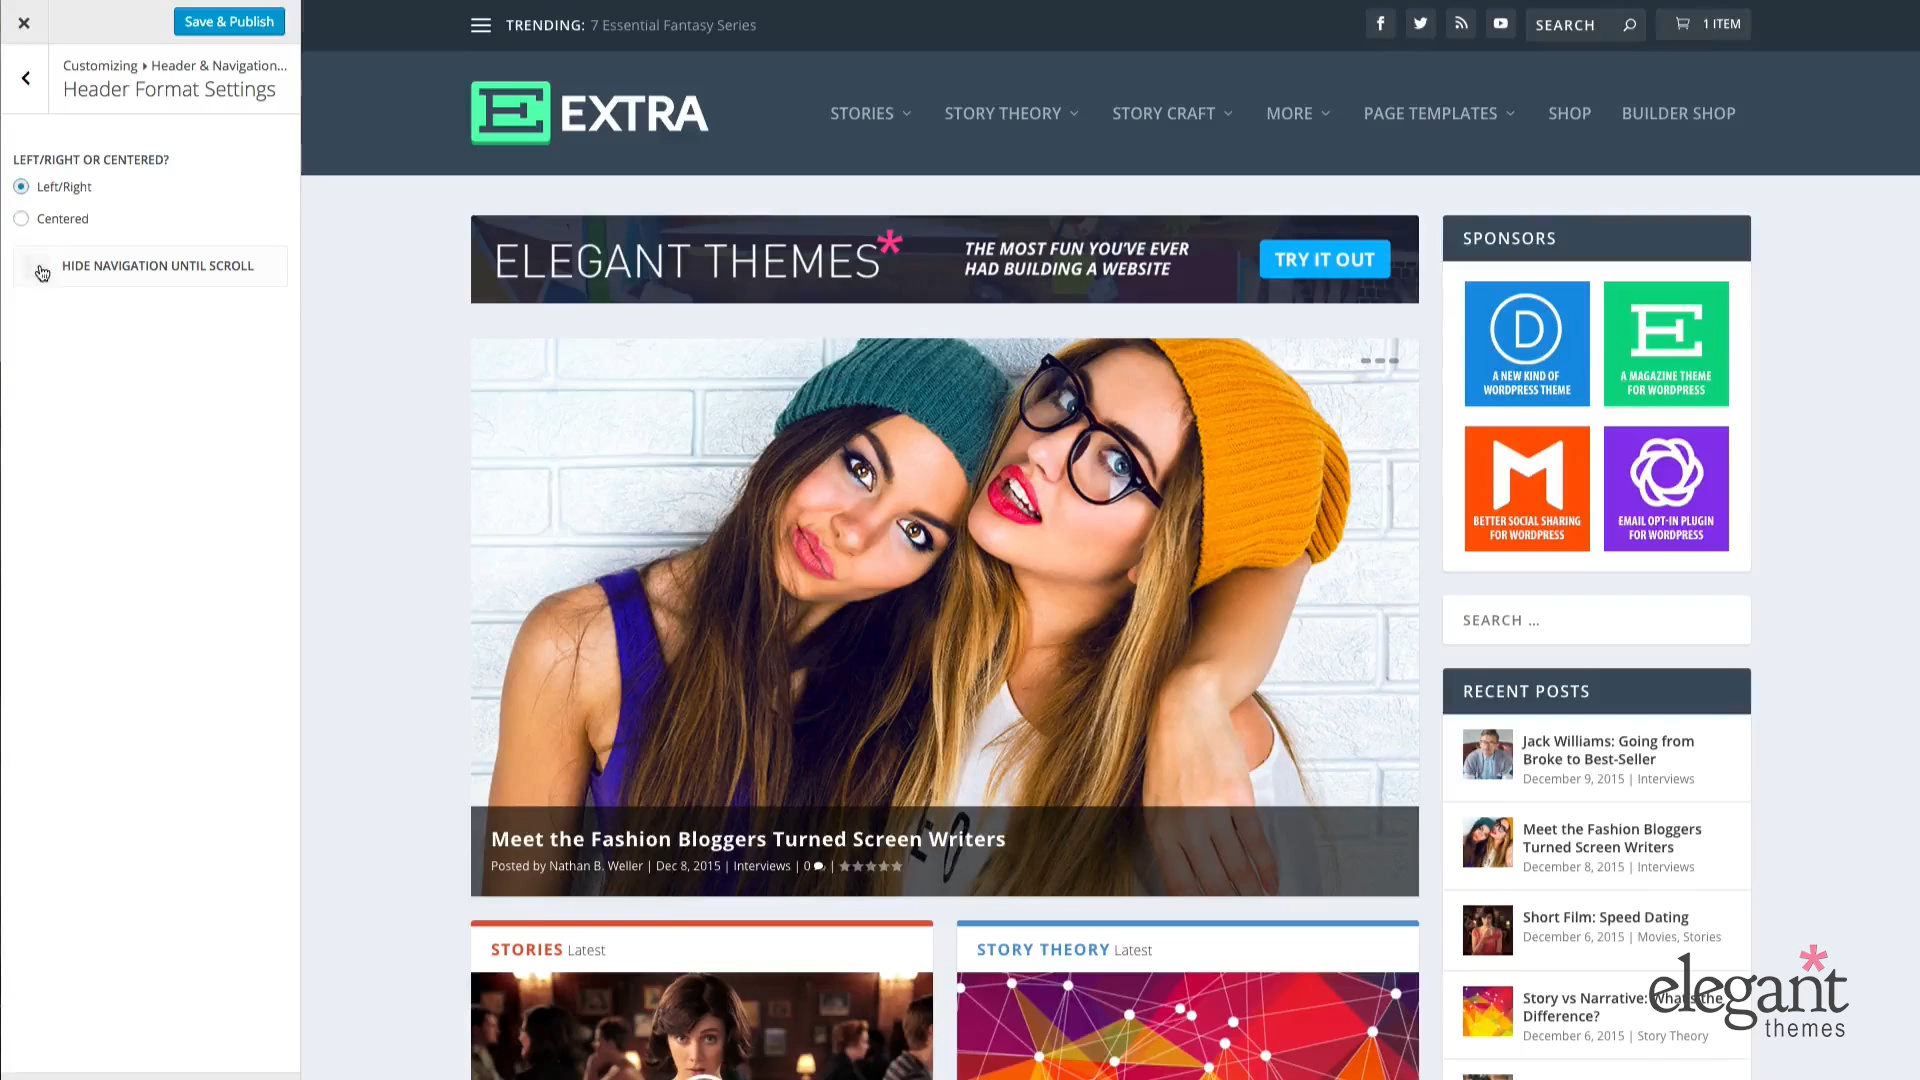 Save & Publish
Customizing ▸ Header & Navigation...
Header Format Settings
LEFT/RIGHT OR CENTERED?
Left/Right
Centered
HIDE NAVIGATION UNTIL SCROLL
TRENDING: 7 Essential Fantasy Series
SEARCH
1 ITEM
E EXTRA
STORIES
STORY THEORY
STORY CRAFT
MORE
PAGE TEMPLATES
SHOP
BUILDER SHOP
ELEGANT THEMES*
THE MOST FUN YOU'VE EVER
HAD BUILDING A WEBSITE
TRY IT OUT
Meet the Fashion Bloggers Turned Screen Writers
Posted by Nathan B. Weller | Dec 8, 2015 | Interviews | 0 |
STORIES Latest
STORY THEORY Latest
SPONSORS
D
A NEW KIND OF
WORDPRESS THEME
E
A MAGAZINE THEME
FOR WORDPRESS
M
BETTER SOCIAL SHARING
FOR WORDPRESS
EMAIL OPT-IN PLUGIN
FOR WORDPRESS
SEARCH ...
RECENT POSTS
Jack Williams: Going from
Broke to Best-Seller
December 9, 2015 | Interviews
Meet the Fashion Bloggers
Turned Screen Writers
December 8, 2015 | Interviews
Short Film: Speed Dating
December 6, 2015 | Movies, Stories
Story vs Narrative: What's the
Difference?
December 6, 2015 | Story Theory
elegant
themes